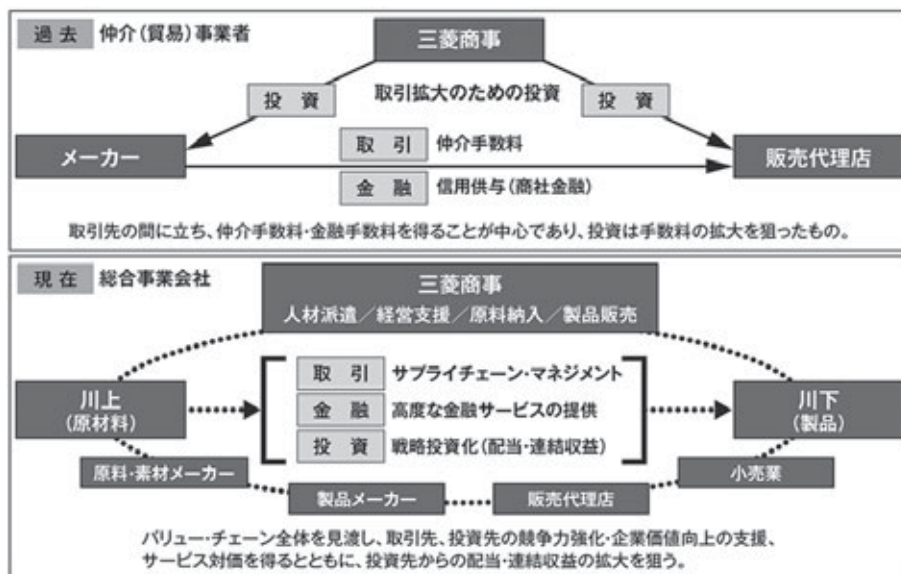 過去 仲介(貿易)事業者
三菱商事
投資 取引拡大のための投資 投資
メーカー
取引 仲介手数料
販売代理店
金融 信用供与(商社金融)
取引先の間に立ち、仲介手数料・金融手数料を得ることが中心であり、投資は手数料の拡大を狙ったもの。
現在 総合事業会社
三菱商事
人材派遣/経営支援/原料納入/製品販売
川上
(原材料)
取引 サプライチェーン・マネジメント
金融 高度な金融サービスの提供
投資 戦略投資化(配当・連結収益)
川下
(製品)
原料・素材メーカー
製品メーカー
販売代理店
小売業
バリュー・チェーン全体を見渡し、取引先、投資先の競争力強化・企業価値向上の支援、
サービス対価を得るとともに、投資先からの配当・連結収益の拡大を狙う。